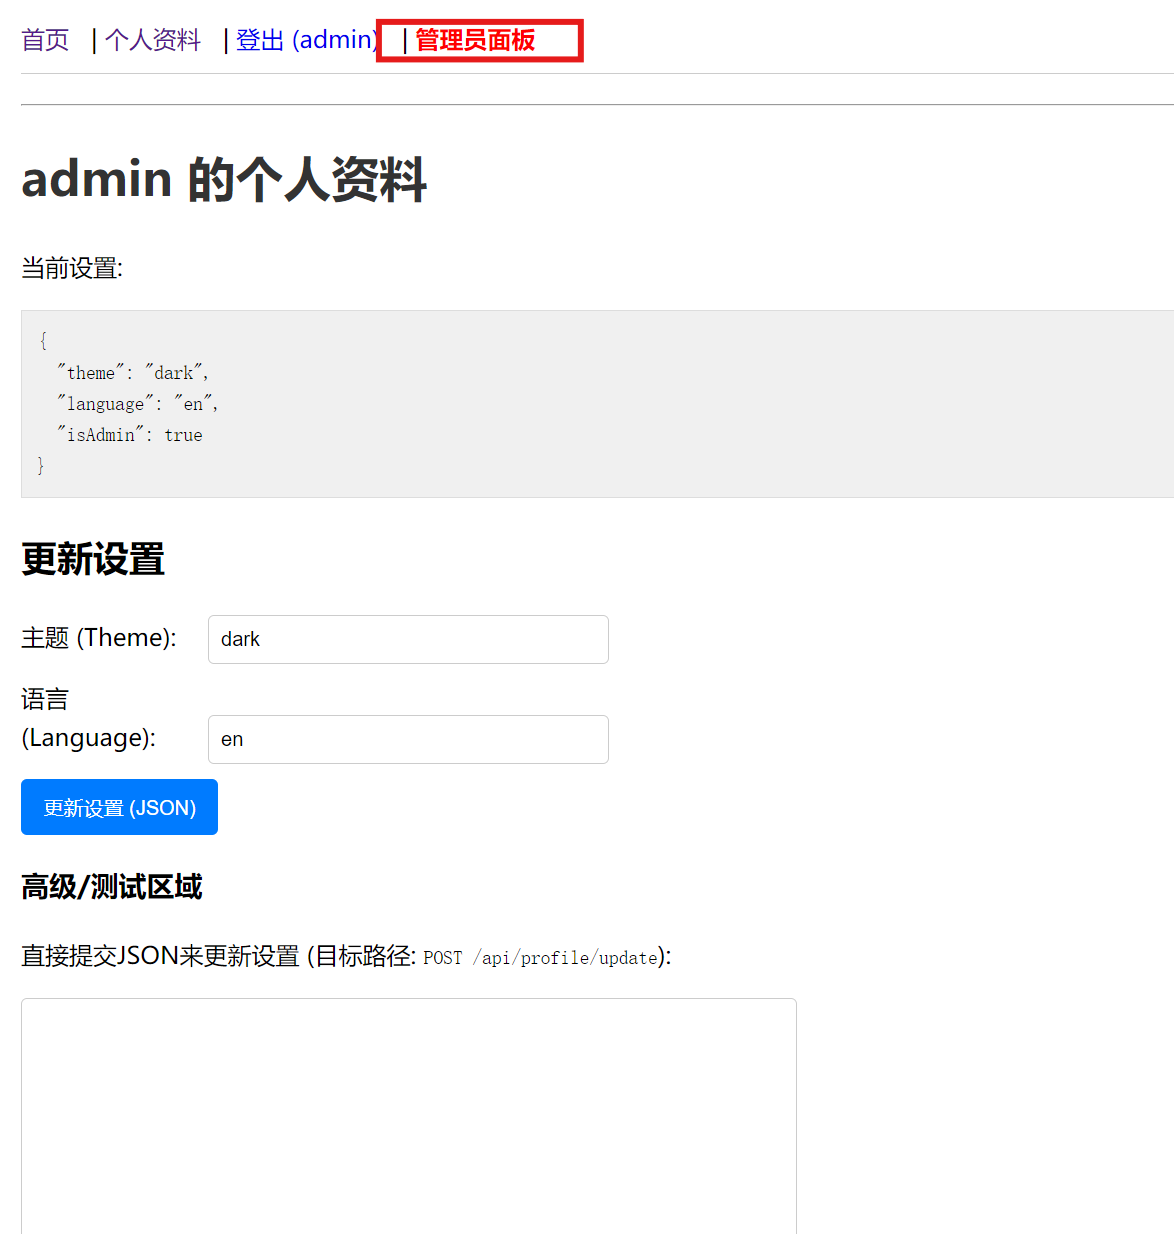 首页 | 个人资料 | 登出 (admin) | 管理员面板
admin 的个人资料
当前设置:
{
"theme": "dark",
"language": "en",
"isAdmin": true
}
更新设置
主题 (Theme): dark
语言
(Language): en
更新设置 (JSON)
高级/测试区域
直接提交JSON来更新设置 (目标路径: POST /api/profile/update):